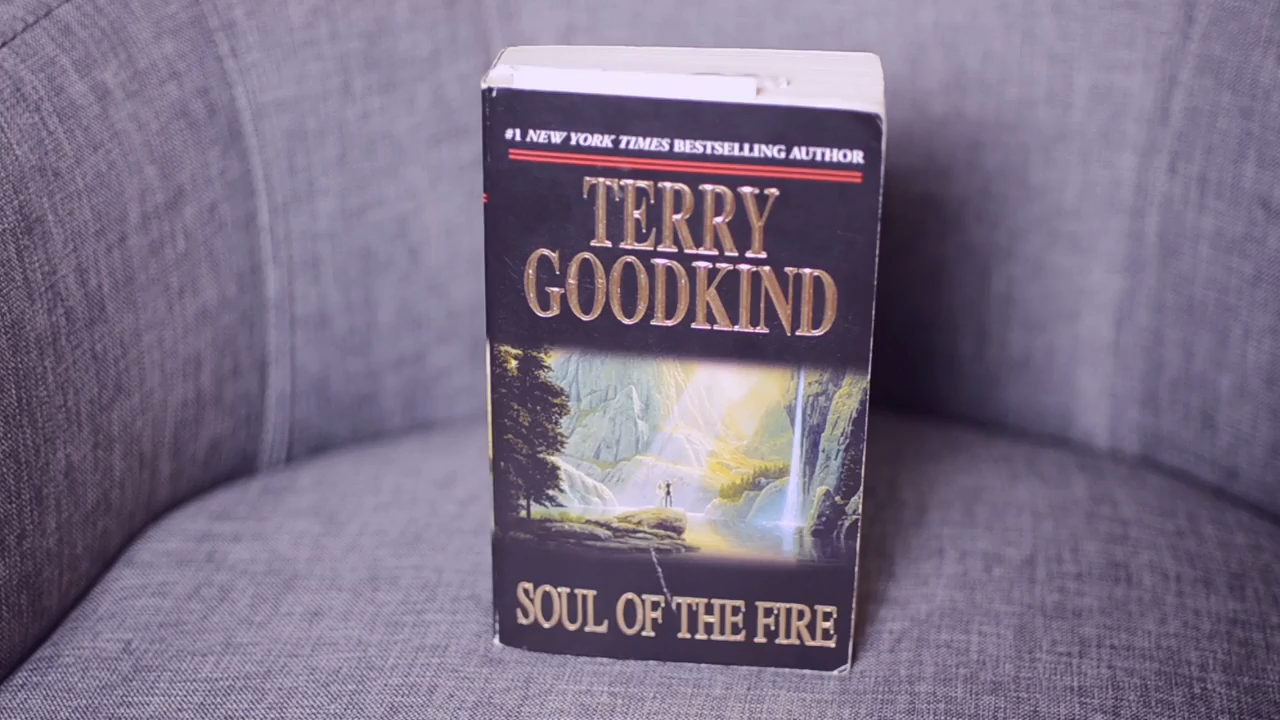 #1 NEW YORK TIMES BESTSELLING AUTHOR
TERRY
GOODKIND
SOUL OF THE FIRE